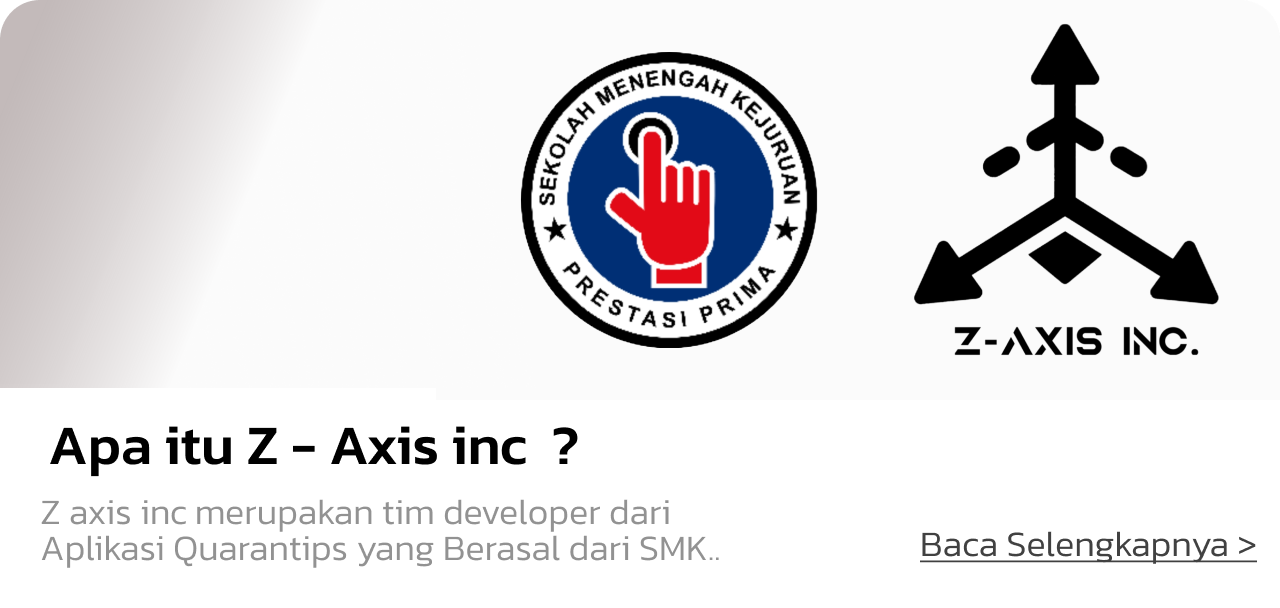 SEKOLAH MENENGAH KEJURUAN
PRESTASI PRIMA
Z-AXIS INC.
Apa itu Z - Axis inc ?
Z axis inc merupakan tim developer dari
Aplikasi Quarantips yang Berasal dari SMK..
Baca Selengkapnya >